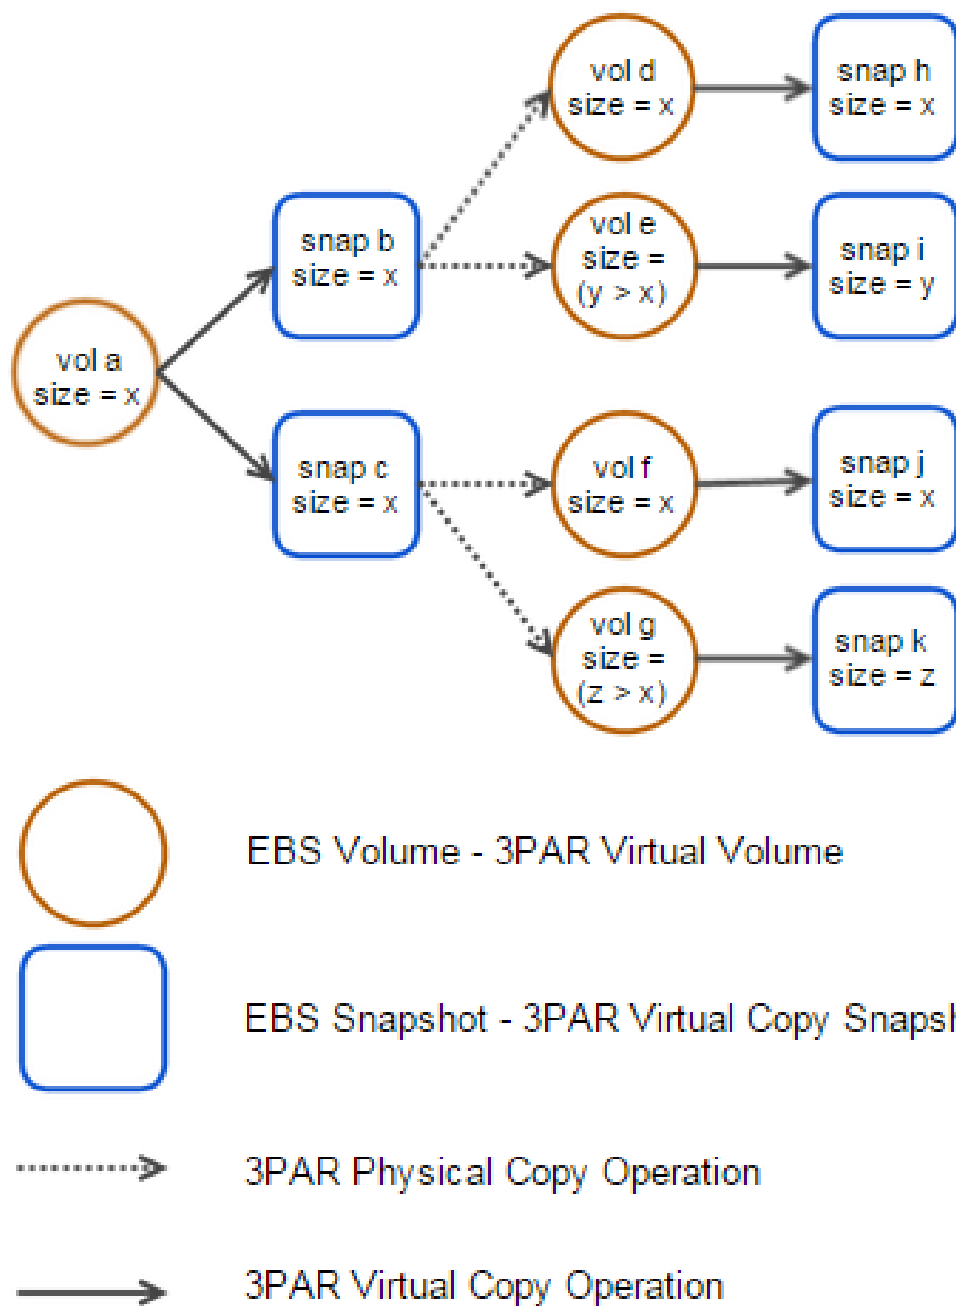 vol d
size = x
snap h
size = x
snap b
size = x
vol e
size =
(y > x)
snap i
size = y
vol a
size = x
snap c
size = x
vol f
size = x
snap j
size = x
vol g
size =
(z > x)
snap k
size = z
EBS Volume - 3PAR Virtual Volume
EBS Snapshot - 3PAR Virtual Copy
3PAR Physical Copy Operation
3PAR Virtual Copy Operation